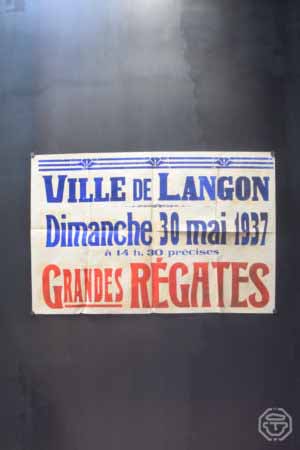 VILLE DE LANGON
Dimanche 30 mai 1937
à 14 h. 30 précises
GRANDES RÉGATES